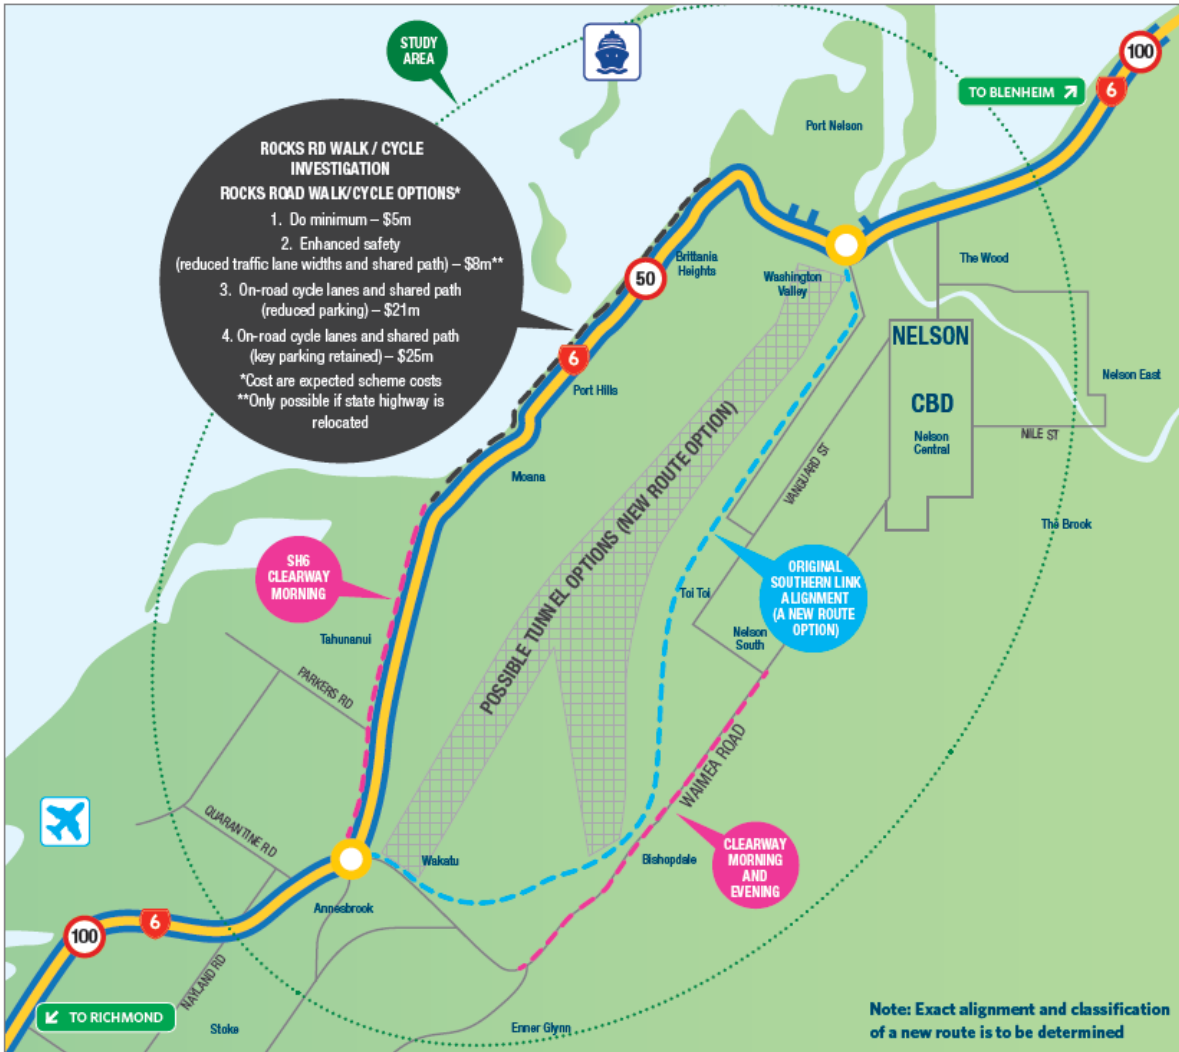 STUDY
AREA
TO BLENHEIM
100
6
Port Nelson
ROCKS RD WALK / CYCLE
INVESTIGATION
ROCKS ROAD WALK/CYCLE OPTIONS*
1. Do minimum – $5m
2. Enhanced safety
(reduced traffic lane widths and shared path) – $8m**
3. On-road cycle lanes and shared path
(reduced parking) – $21m
4. On-road cycle lanes and shared path
(key parking retained) – $25m
*Cost are expected scheme costs
**Only possible if state highway is
relocated
Brittania
Heights
50
Washington
Valley
The Wood
6
Port Hills
NELSON
CBD
Nelson
Central
Nelson East
NILE ST
Moana
VANGUARD ST
The Brook
POSSIBLE TUNNEL OPTIONS (NEW ROUTE OPTION)
SH6
CLEARWAY
MORNING
ORIGINAL
SOUTHERN LINK
ALIGNMENT
(A NEW ROUTE
OPTION)
Toi Toi
Nelson
South
Tahunanui
PARKERS RD
WAIMEA ROAD
QUARANTINE RD
Wakatu
Bishopdale
CLEARWAY
MORNING
AND
EVENING
Annesbrook
6
100
NAYLAND RD
TO RICHMOND
Stoke
Enner Glynn
Note: Exact alignment and classification
of a new route is to be determined